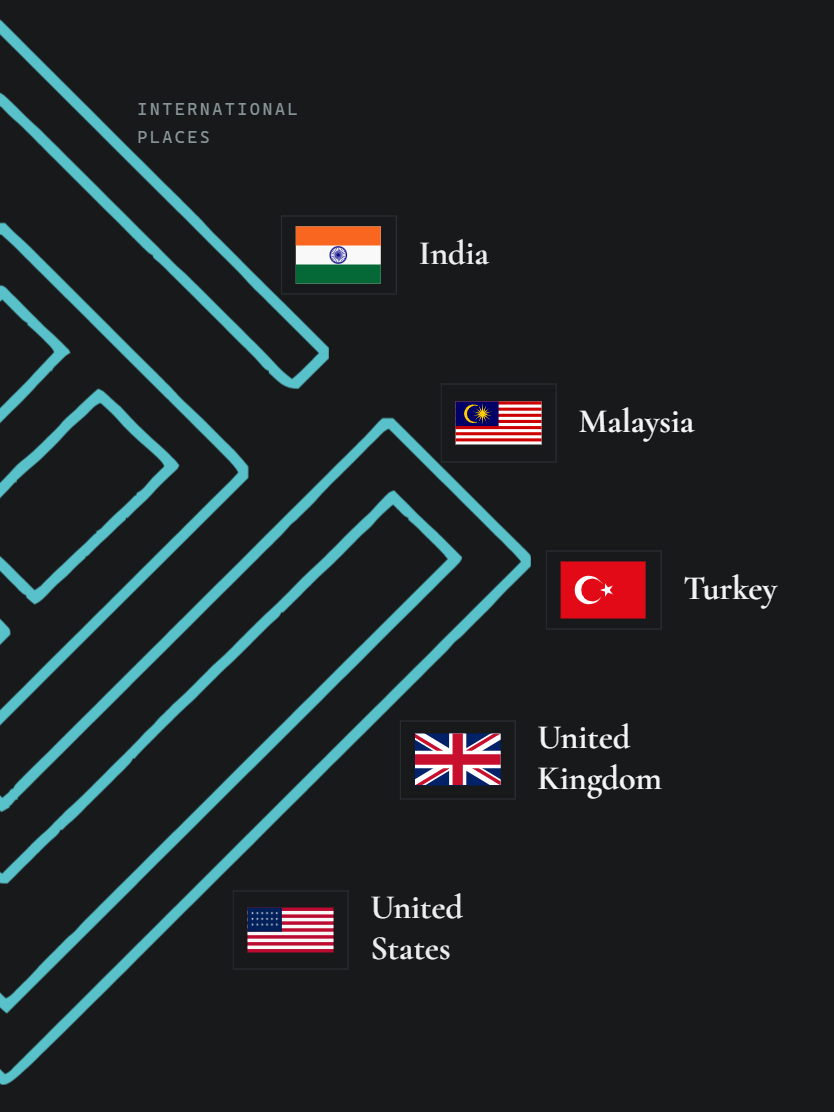 INTERNATIONAL
PLACES
India
Malaysia
Turkey
United
Kingdom
United
States